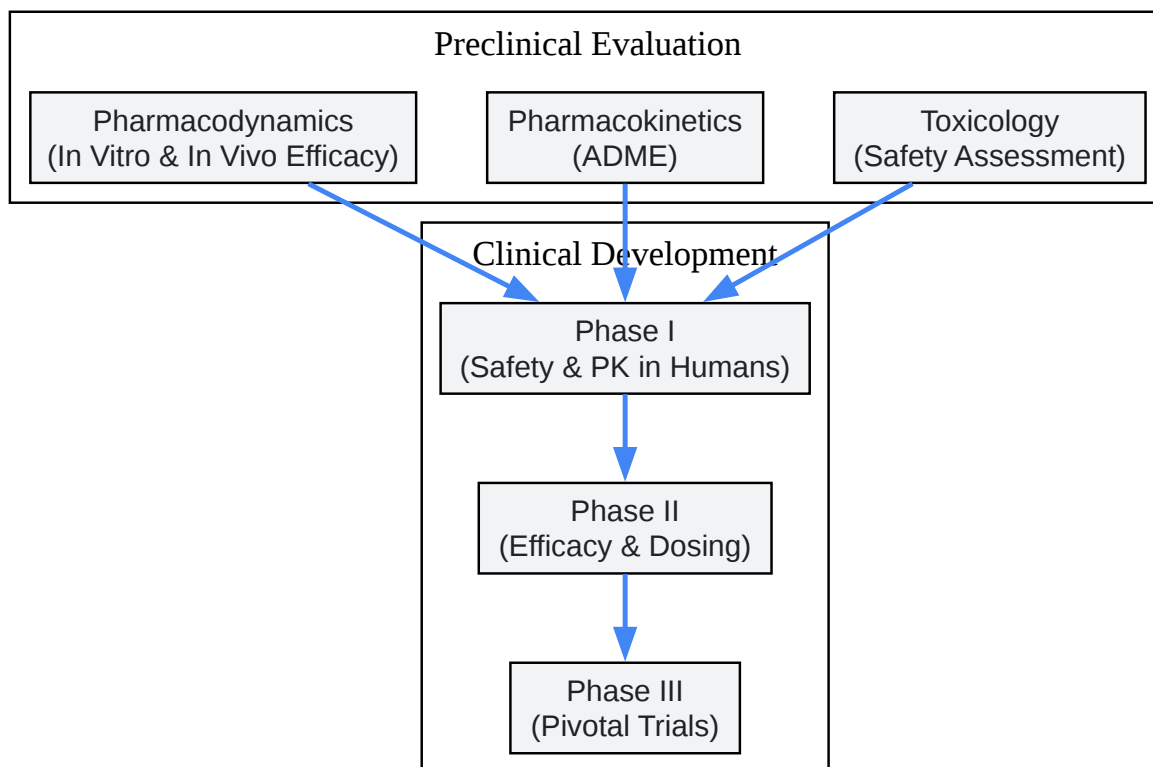 Preclinical Evaluation
Pharmacodynamics
(In Vitro & In Vivo Efficacy)
Pharmacokinetics
(ADME)
Toxicology
(Safety Assessment)
Clinical Development
Phase I
(Safety & PK in Humans)
Phase II
(Efficacy & Dosing)
Phase III
(Pivotal Trials)